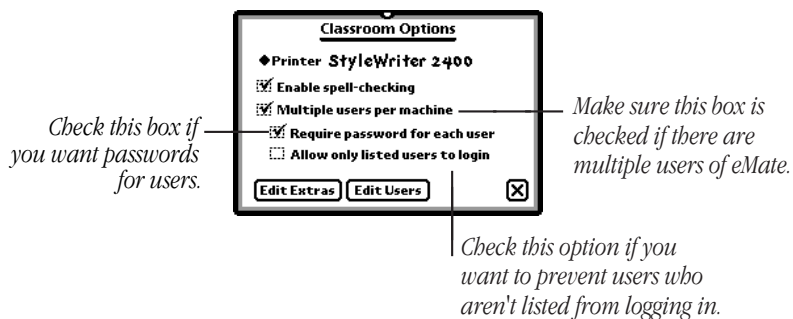 Classroom Options
◆Printer StyleWriter 2400
Enable spell-checking
Multiple users per machine
Require password for each user
Allow only listed users to login
Edit Extras Edit Users
Check this box if
you want passwords
for users.
Make sure this box is
checked if there are
multiple users of eMate.
Check this option if you
want to prevent users who
aren't listed from logging in.